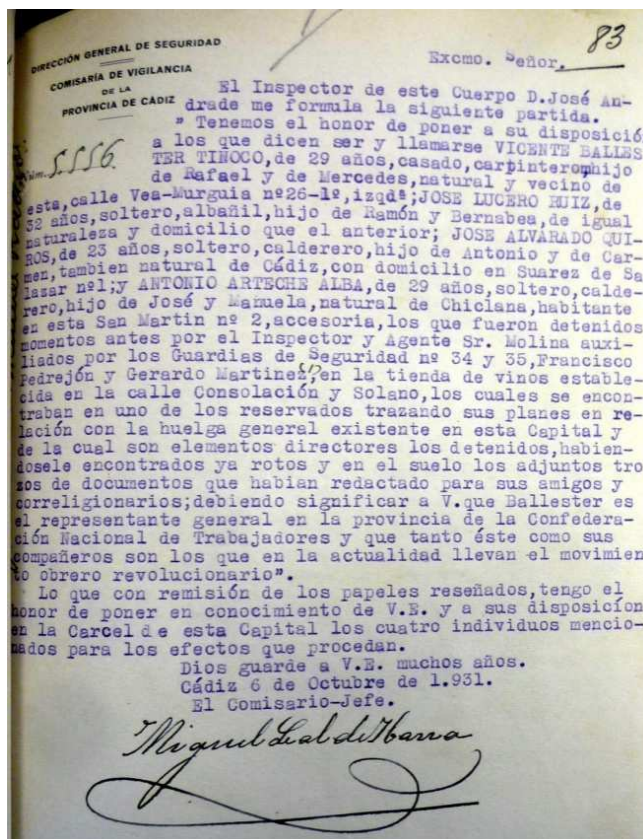 83
DIRECCIÓN GENERAL DE SEGURIDAD
COMISARÍA DE VIGILANCIA
DE LA
PROVINCIA DE CÁDIZ
Núm. 5.556
Excmo. Señor.
El Inspector de este Cuerpo D.José An-
drade me formula la siguiente partida.
" Tenemos el honor de poner a su disposició
a los que dicen ser y llamarse VICENTE BALLES
TER TINOCO,de 29 años,casado,carpinteromhijo
de Rafael y de Mercedes,natural y vecino de
esta,calle Vea-Murguia nº26-1º,izqdª;JOSE LUCERO RUIZ,de
32 años,soltero,albañil,hijo de Ramón y Bernabea,de igual
naturaleza y domicilio que el anterior; JOSE ALVARADO QUI-
ROS,de 23 años,soltero,calderero,hijo de Antonio y de Car-
men,tambien natural de Cádiz,con domicilio en Suarez de Sa
lazar nº1;y ANTONIO ARTECHE ALBA,de 29 años,soltero,calde-
rero,hijo de José y Manuela,natural de Chiclana,habitante
en esta San Martin nº 2,accesoria,los que fueron detenidos
momentos antes por el Inspector y Agente Sr. Molina auxi-
liados por los Guardias de Seguridad nº 34 y 35,Francisco
Pedrejón y Gerardo Martinez,en la tienda de vinos estable-
cida en la calle Consolación y Solano,los cuales se encon-
traban en uno de los reservados trazando sus planes en re-
lación con la huelga general existente en esta Capital y
de la cual son elementos directores los detenidos,habien-
dosele encontrados ya rotos y en el suelo los adjuntos tro
zos de documentos que habian redactado para sus amigos y
correligionarios;debiendo significar a V.que Ballester es
el representante general en la provincia de la Confedera-
ción Nacional de Trabajadores y que tanto éste como sus
compañeros son los que en la actualidad llevan el movimien
to obrero revolucionario".
Lo que con remisión de los papeles reseñados,tengo el
honor de poner en conocimiento de V.E. y a sus disposicíon
en la Carcel de esta Capital los cuatro individuos mencio-
nados para los efectos que procedan.
Dios guarde a V.E. muchos años.
Cádiz 6 de Octubre de 1.931.
El Comisario-Jefe.
Miguel Leal de Ibarra